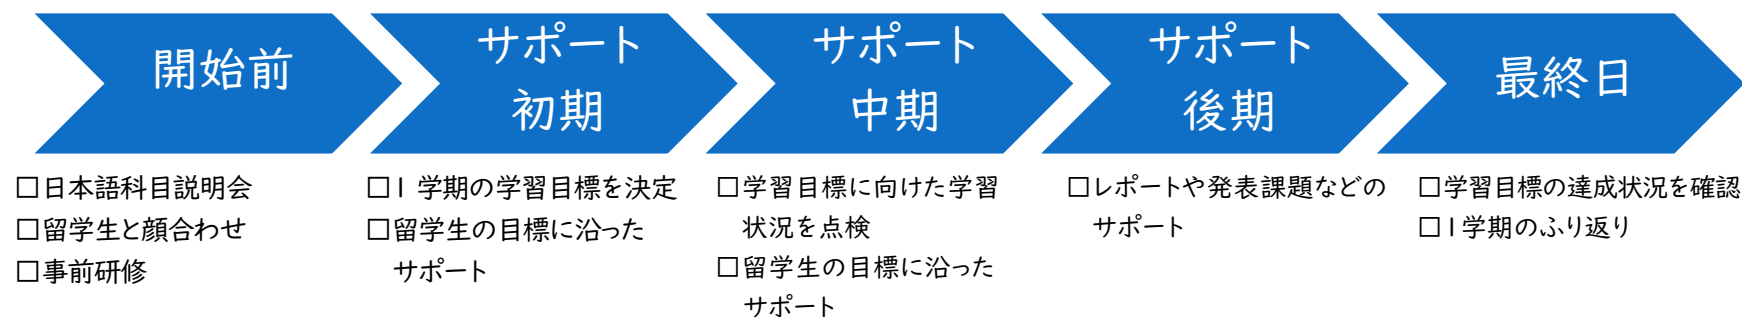 開始前
サポート
初期
サポート
中期
サポート
後期
最終日
□日本語科目説明会
□留学生と顔合わせ
□事前研修
□1学期の学習目標を決定
□留学生の目標に沿った
サポート
□学習目標に向けた学習
状況を点検
□留学生の目標に沿った
サポート
□レポートや発表課題などの
サポート
□学習目標の達成状況を確認
□1学期のふり返り